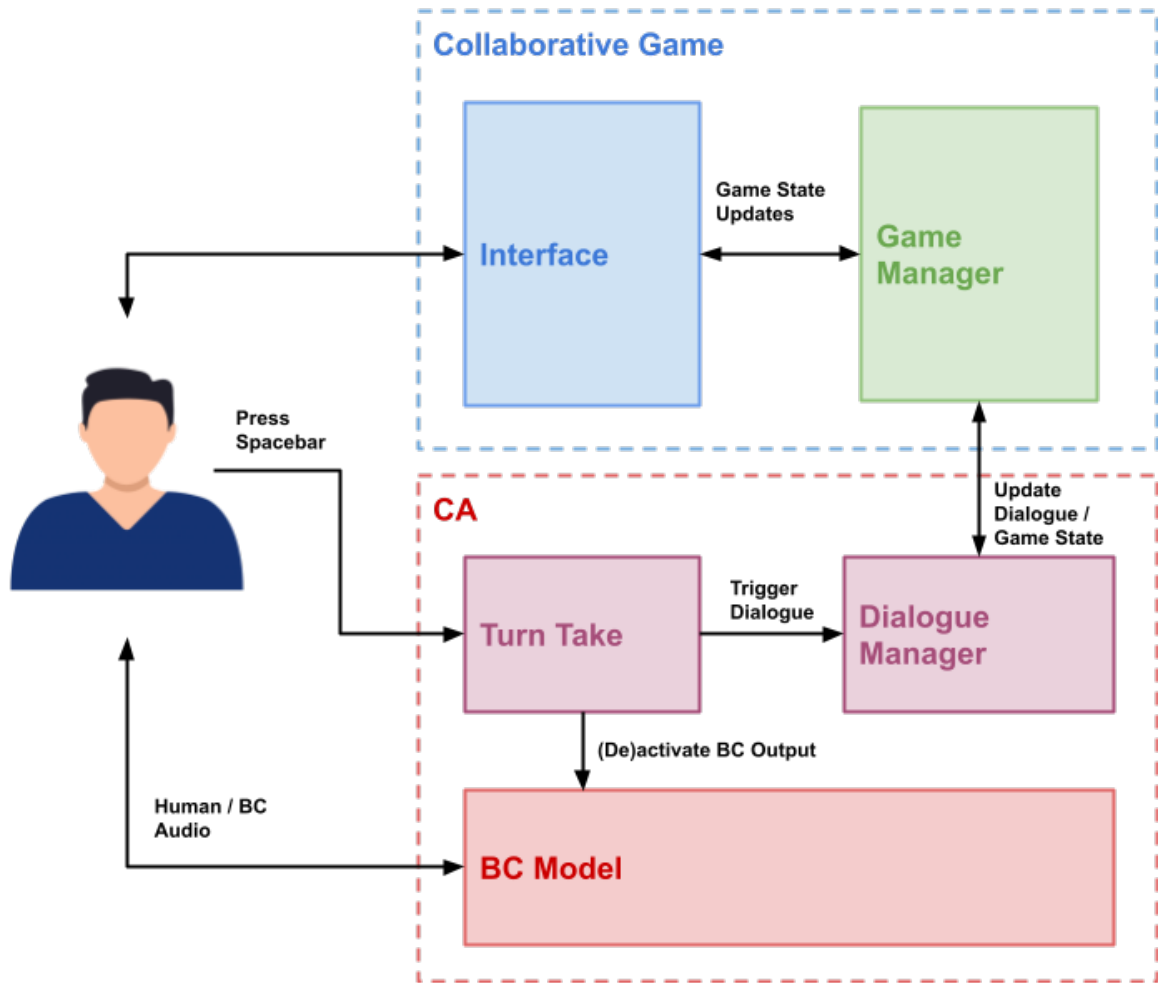 Collaborative Game
Interface
Game State
Updates
Game
Manager
Press
Spacebar
Update
Dialogue /
Game State
CA
Turn Take
Trigger
Dialogue
Dialogue
Manager
(De)activate BC Output
Human / BC
Audio
BC Model